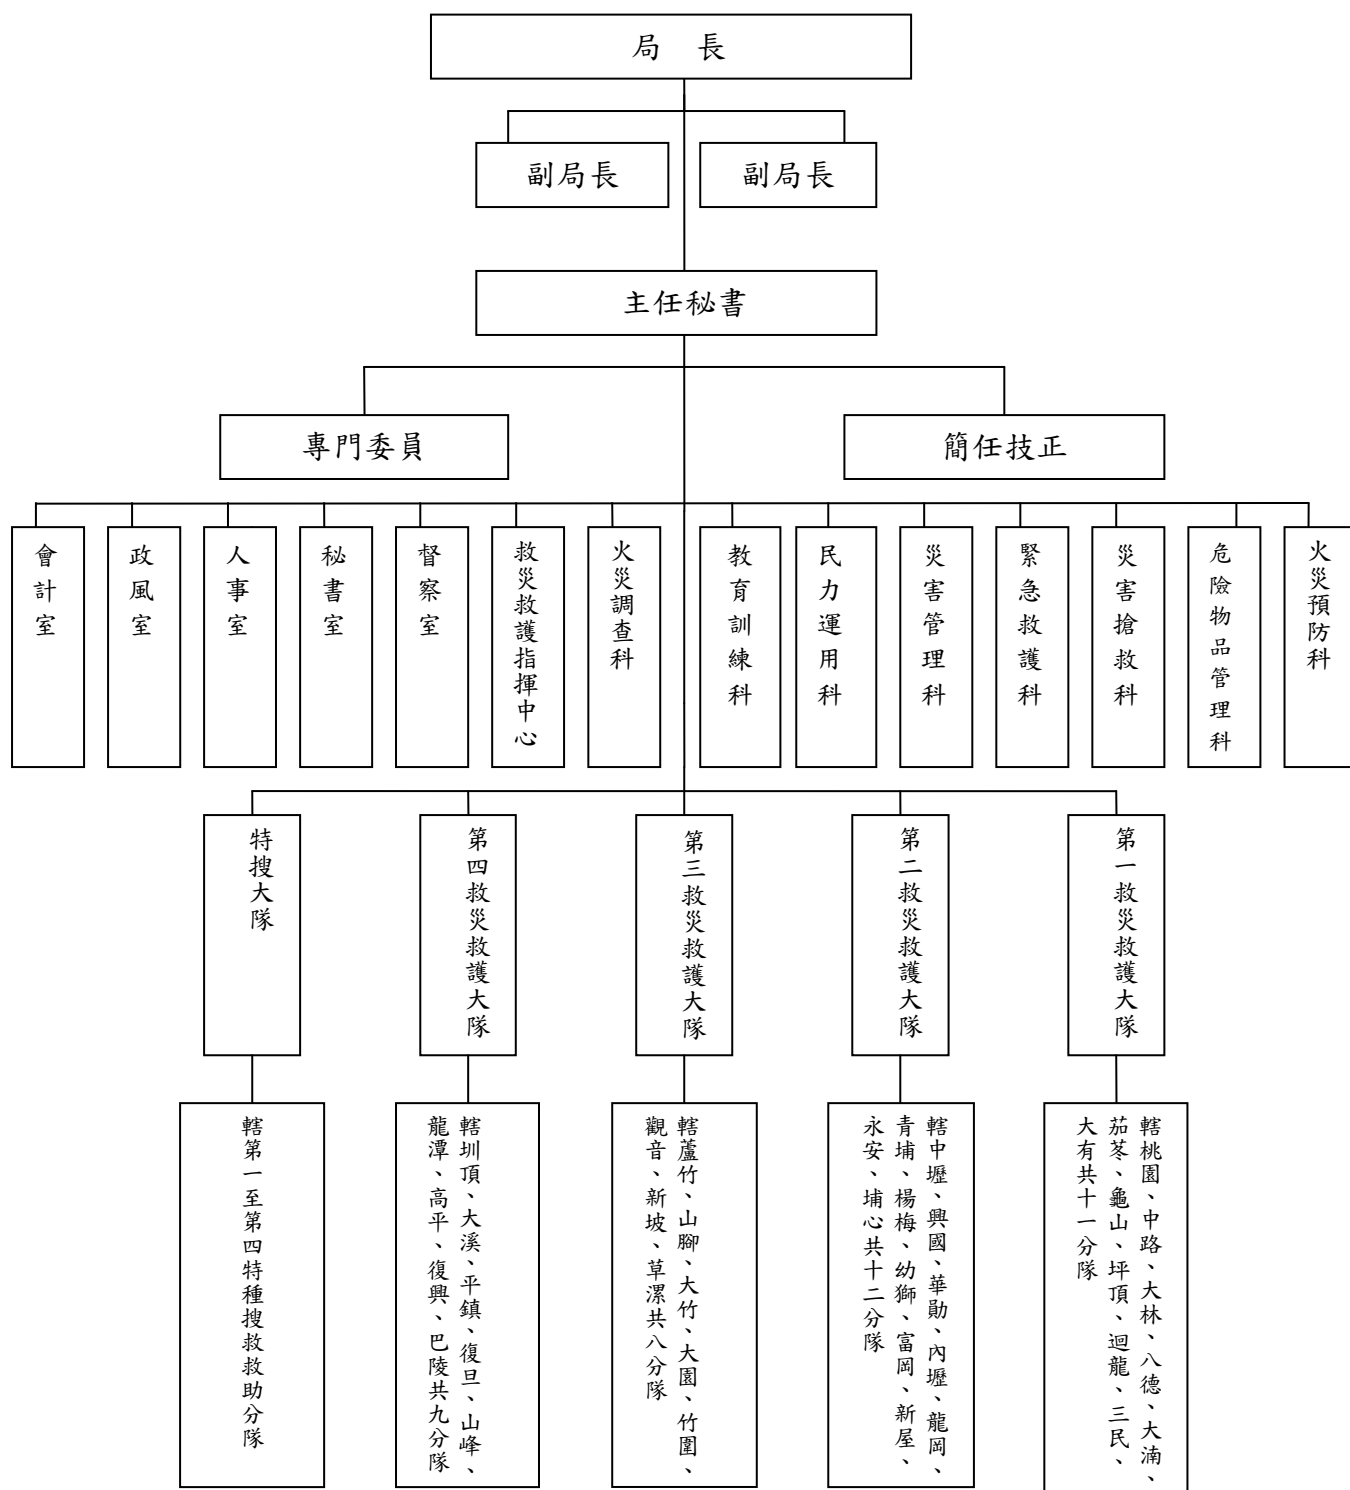 局 長
副局長
副局長
主任秘書
專門委員
簡任技正
會計室
政風室
人事室
秘書室
督察室
救災救護指揮中心
火災調查科
教育訓練科
民力運用科
災害管理科
緊急救護科
災害搶救科
危險物品管理科
火災預防科
特搜大隊
第四救災救護大隊
第三救災救護大隊
第二救災救護大隊
第一救災救護大隊
轄第一至第四特種搜救救助分隊
轄圳頂、大溪、平鎮、復旦、山峰、
龍潭、高平、復興、巴陵共九分隊
轄蘆竹、山腳、大竹、大園、竹圍、
觀音、新坡、草漯共八分隊
轄中壢、興國、華勛、內壢、龍岡、
青埔、楊梅、幼獅、富岡、新屋、
永安、埔心共十二分隊
轄桃園、中路、大林、八德、大湳、
茄苳、龜山、坪頂、迴龍、三民、
大有共十一分隊